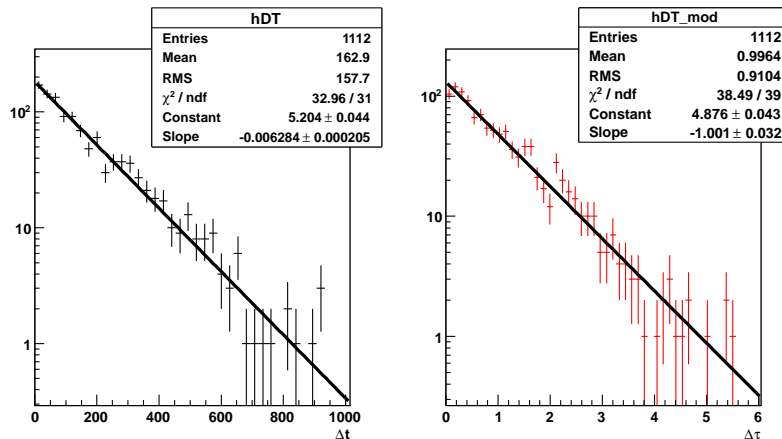 hDT
Entries 1112
Mean 162.9
RMS 157.7
χ² / ndf 32.96 / 31
Constant 5.204 ± 0.044
Slope -0.006284 ± 0.000205
10²
10
1
0 200 400 600 800 1000
Δt
hDT_mod
Entries 1112
Mean 0.9964
RMS 0.9104
χ² / ndf 38.49 / 39
Constant 4.876 ± 0.043
Slope -1.001 ± 0.032
10²
10
1
0 1 2 3 4 5 6
Δτ